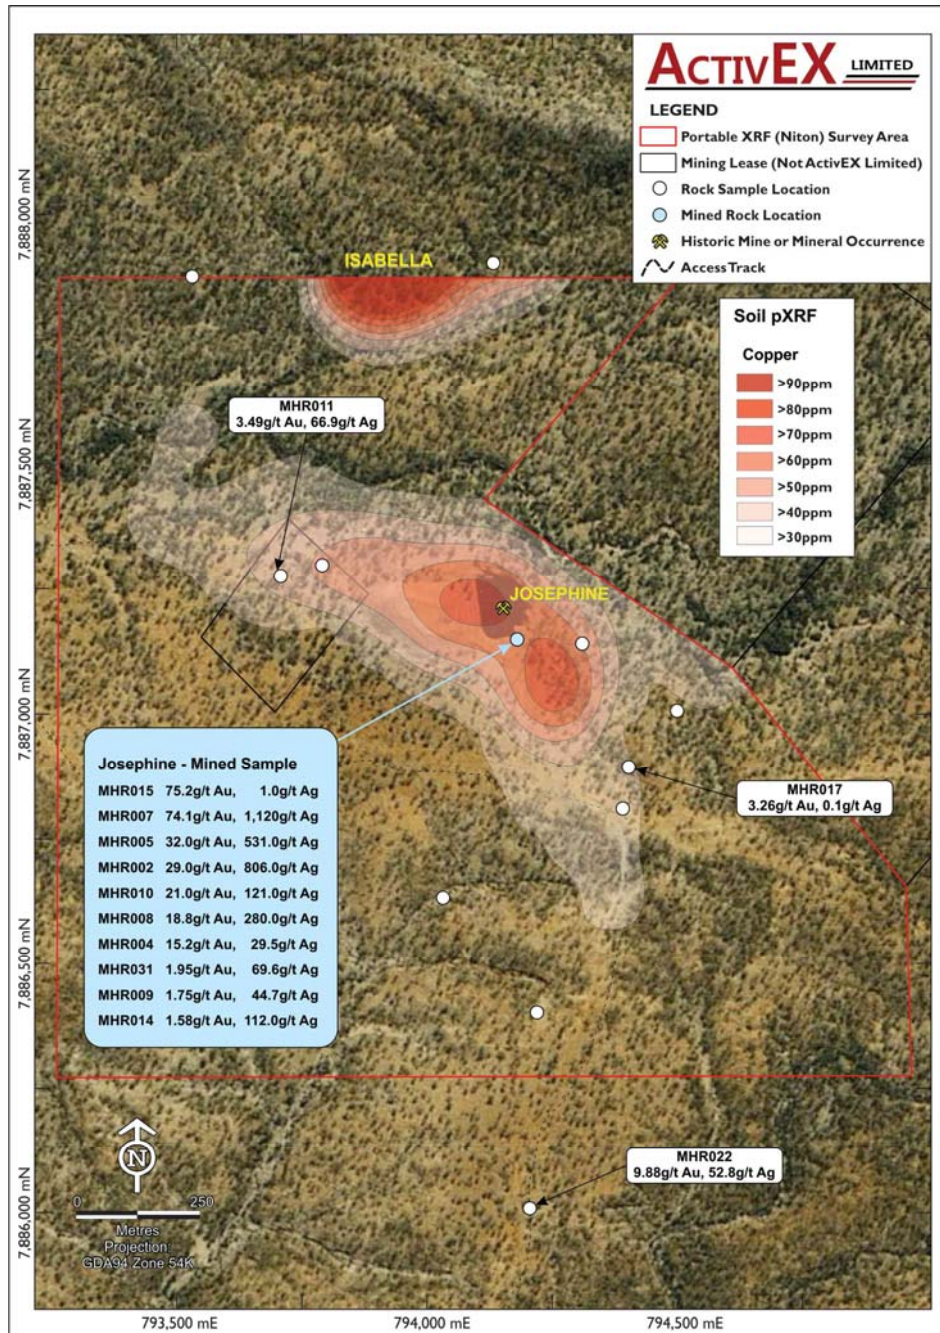 ACTIVEX LIMITED
LEGEND
Portable XRF (Niton) Survey Area
Mining Lease (Not ActivEX Limited)
Rock Sample Location
Mined Rock Location
Historic Mine or Mineral Occurrence
Access Track
Soil pXRF
Copper
>90ppm
>80ppm
>70ppm
>60ppm
>50ppm
>40ppm
>30ppm
ISABELLA
MHR011
3.49g/t Au, 66.9g/t Ag
JOSEPHINE
Josephine - Mined Sample
MHR015 75.2g/t Au, 1.0g/t Ag
MHR007 74.1g/t Au, 1,120g/t Ag
MHR005 32.0g/t Au, 531.0g/t Ag
MHR002 29.0g/t Au, 806.0g/t Ag
MHR010 21.0g/t Au, 121.0g/t Ag
MHR008 18.8g/t Au, 280.0g/t Ag
MHR004 15.2g/t Au, 29.5g/t Ag
MHR031 1.95g/t Au, 69.6g/t Ag
MHR009 1.75g/t Au, 44.7g/t Ag
MHR014 1.58g/t Au, 112.0g/t Ag
MHR017
3.26g/t Au, 0.1g/t Ag
MHR022
9.88g/t Au, 52.8g/t Ag
N
0 250
Metres
Projection
GDA94 Zone 54K
7,888,000 mN
7,887,500 mN
7,887,000 mN
7,886,500 mN
7,886,000 mN
793,500 mE
794,000 mE
794,500 mE